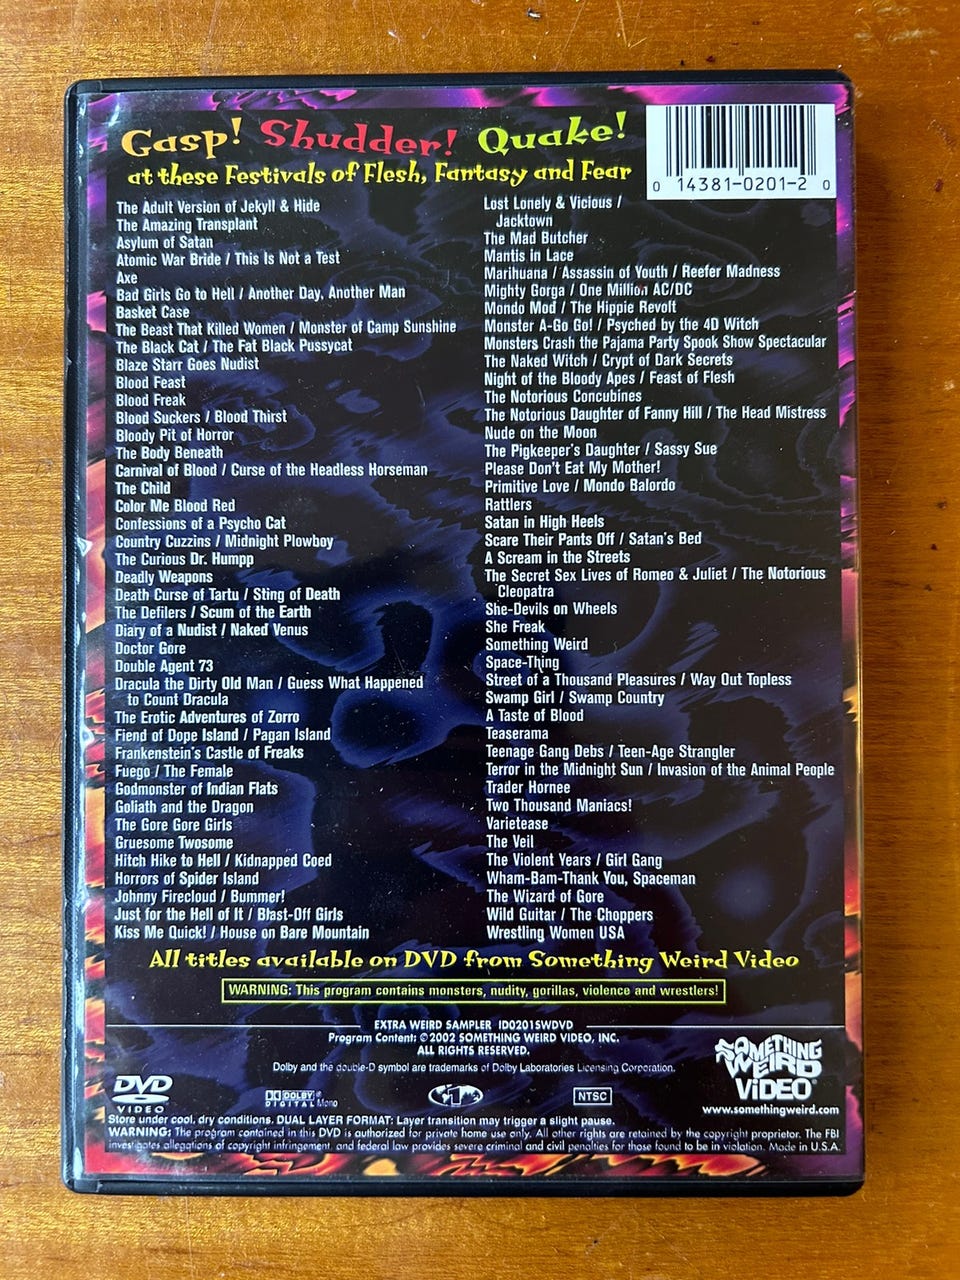 Gasp! Shudder! Quake!
at these Festivals of Flesh, Fantasy and Fear
0 14381-0201-2 0
The Adult Version of Jekyll & Hide
The Amazing Transplant
Asylum of Satan
Atomic War Bride / This Is Not a Test
Axe
Bad Girls Go to Hell / Another Day, Another Man
Basket Case
The Beast That Killed Women / Monster of Camp Sunshine
The Black Cat / The Fat Black Pussycat
Blaze Starr Goes Nudist
Blood Feast
Blood Freak
Blood Suckers / Blood Thirst
Bloody Pit of Horror
The Body Beneath
Carnival of Blood / Curse of the Headless Horseman
The Child
Color Me Blood Red
Confessions of a Psycho Cat
Country Cuzzins / Midnight Plowboy
The Curious Dr. Humpp
Deadly Weapons
Death Curse of Tartu / Sting of Death
The Defilers / Scum of the Earth
Diary of a Nudist / Naked Venus
Doctor Gore
Double Agent 73
Dracula the Dirty Old Man / Guess What Happened
to Count Dracula
The Erotic Adventures of Zorro
Fiend of Dope Island / Pagan Island
Frankenstein's Castle of Freaks
Fuego / The Female
Godmonster of Indian Flats
Goliath and the Dragon
The Gore Gore Girls
Gruesome Twosome
Hitch Hike to Hell / Kidnapped Coed
Horrors of Spider Island
Johnny Firecloud / Bummer!
Just for the Hell of It / Blast-Off Girls
Kiss Me Quick! / House on Bare Mountain
Lost Lonely & Vicious /
Jacktown
The Mad Butcher
Mantis in Lace
Marihuana / Assassin of Youth / Reefer Madness
Mighty Gorga / One Million AC/DC
Mondo Mod / The Hippie Revolt
Monster A-Go Go! / Psyched by the 4D Witch
Monsters Crash the Pajama Party Spook Show Spectacular
The Naked Witch / Crypt of Dark Secrets
Night of the Bloody Apes / Feast of Flesh
The Notorious Concubines
The Notorious Daughter of Fanny Hill / The Head Mistress
Nude on the Moon
The Pigkeeper's Daughter / Sassy Sue
Please Don't Eat My Mother!
Primitive Love / Mondo Balordo
Rattlers
Satan in High Heels
Scare Their Pants Off / Satan's Bed
A Scream in the Streets
The Secret Sex Lives of Romeo & Juliet / The Notorious
Cleopatra
She-Devils on Wheels
She Freak
Something Weird
Space-Thing
Street of a Thousand Pleasures / Way Out Topless
Swamp Girl / Swamp Country
A Taste of Blood
Teaserama
Teenage Gang Debs / Teen-Age Strangler
Terror in the Midnight Sun / Invasion of the Animal People
Trader Hornee
Two Thousand Maniacs!
Varietease
The Veil
The Violent Years / Girl Gang
Wham-Bam-Thank You, Spaceman
The Wizard of Gore
Wild Guitar / The Choppers
Wrestling Women USA
All titles available on DVD from Something Weird Video
WARNING: This program contains monsters, nudity, gorillas, violence and wrestlers!
EXTRA WEIRD SAMPLER ID0201SWDVD
Program Content: ©2002 SOMETHING WEIRD VIDEO, INC.
ALL RIGHTS RESERVED.
Dolby and the double-D symbol are trademarks of Dolby Laboratories Licensing Corporation.
SOMETHING
WEIRD
VIDEO
www.somethingweird.com
DVD
VIDEO
DOLBY
DIGITAL Mono
1
NTSC
Store under cool, dry conditions. DUAL LAYER FORMAT: Layer transition may trigger a slight pause.
WARNING: The program contained in this DVD is authorized for private home use only. All other rights are retained by the copyright proprietor. The FBI
investigates allegations of copyright infringement, and federal law provides severe criminal and civil penalties for those found to be in violation. Made in U.S.A.